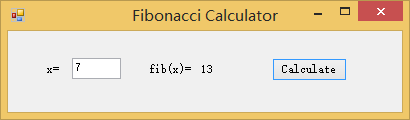 Fibonacci Calculator
x= 7 fib(x)= 13 Calculate